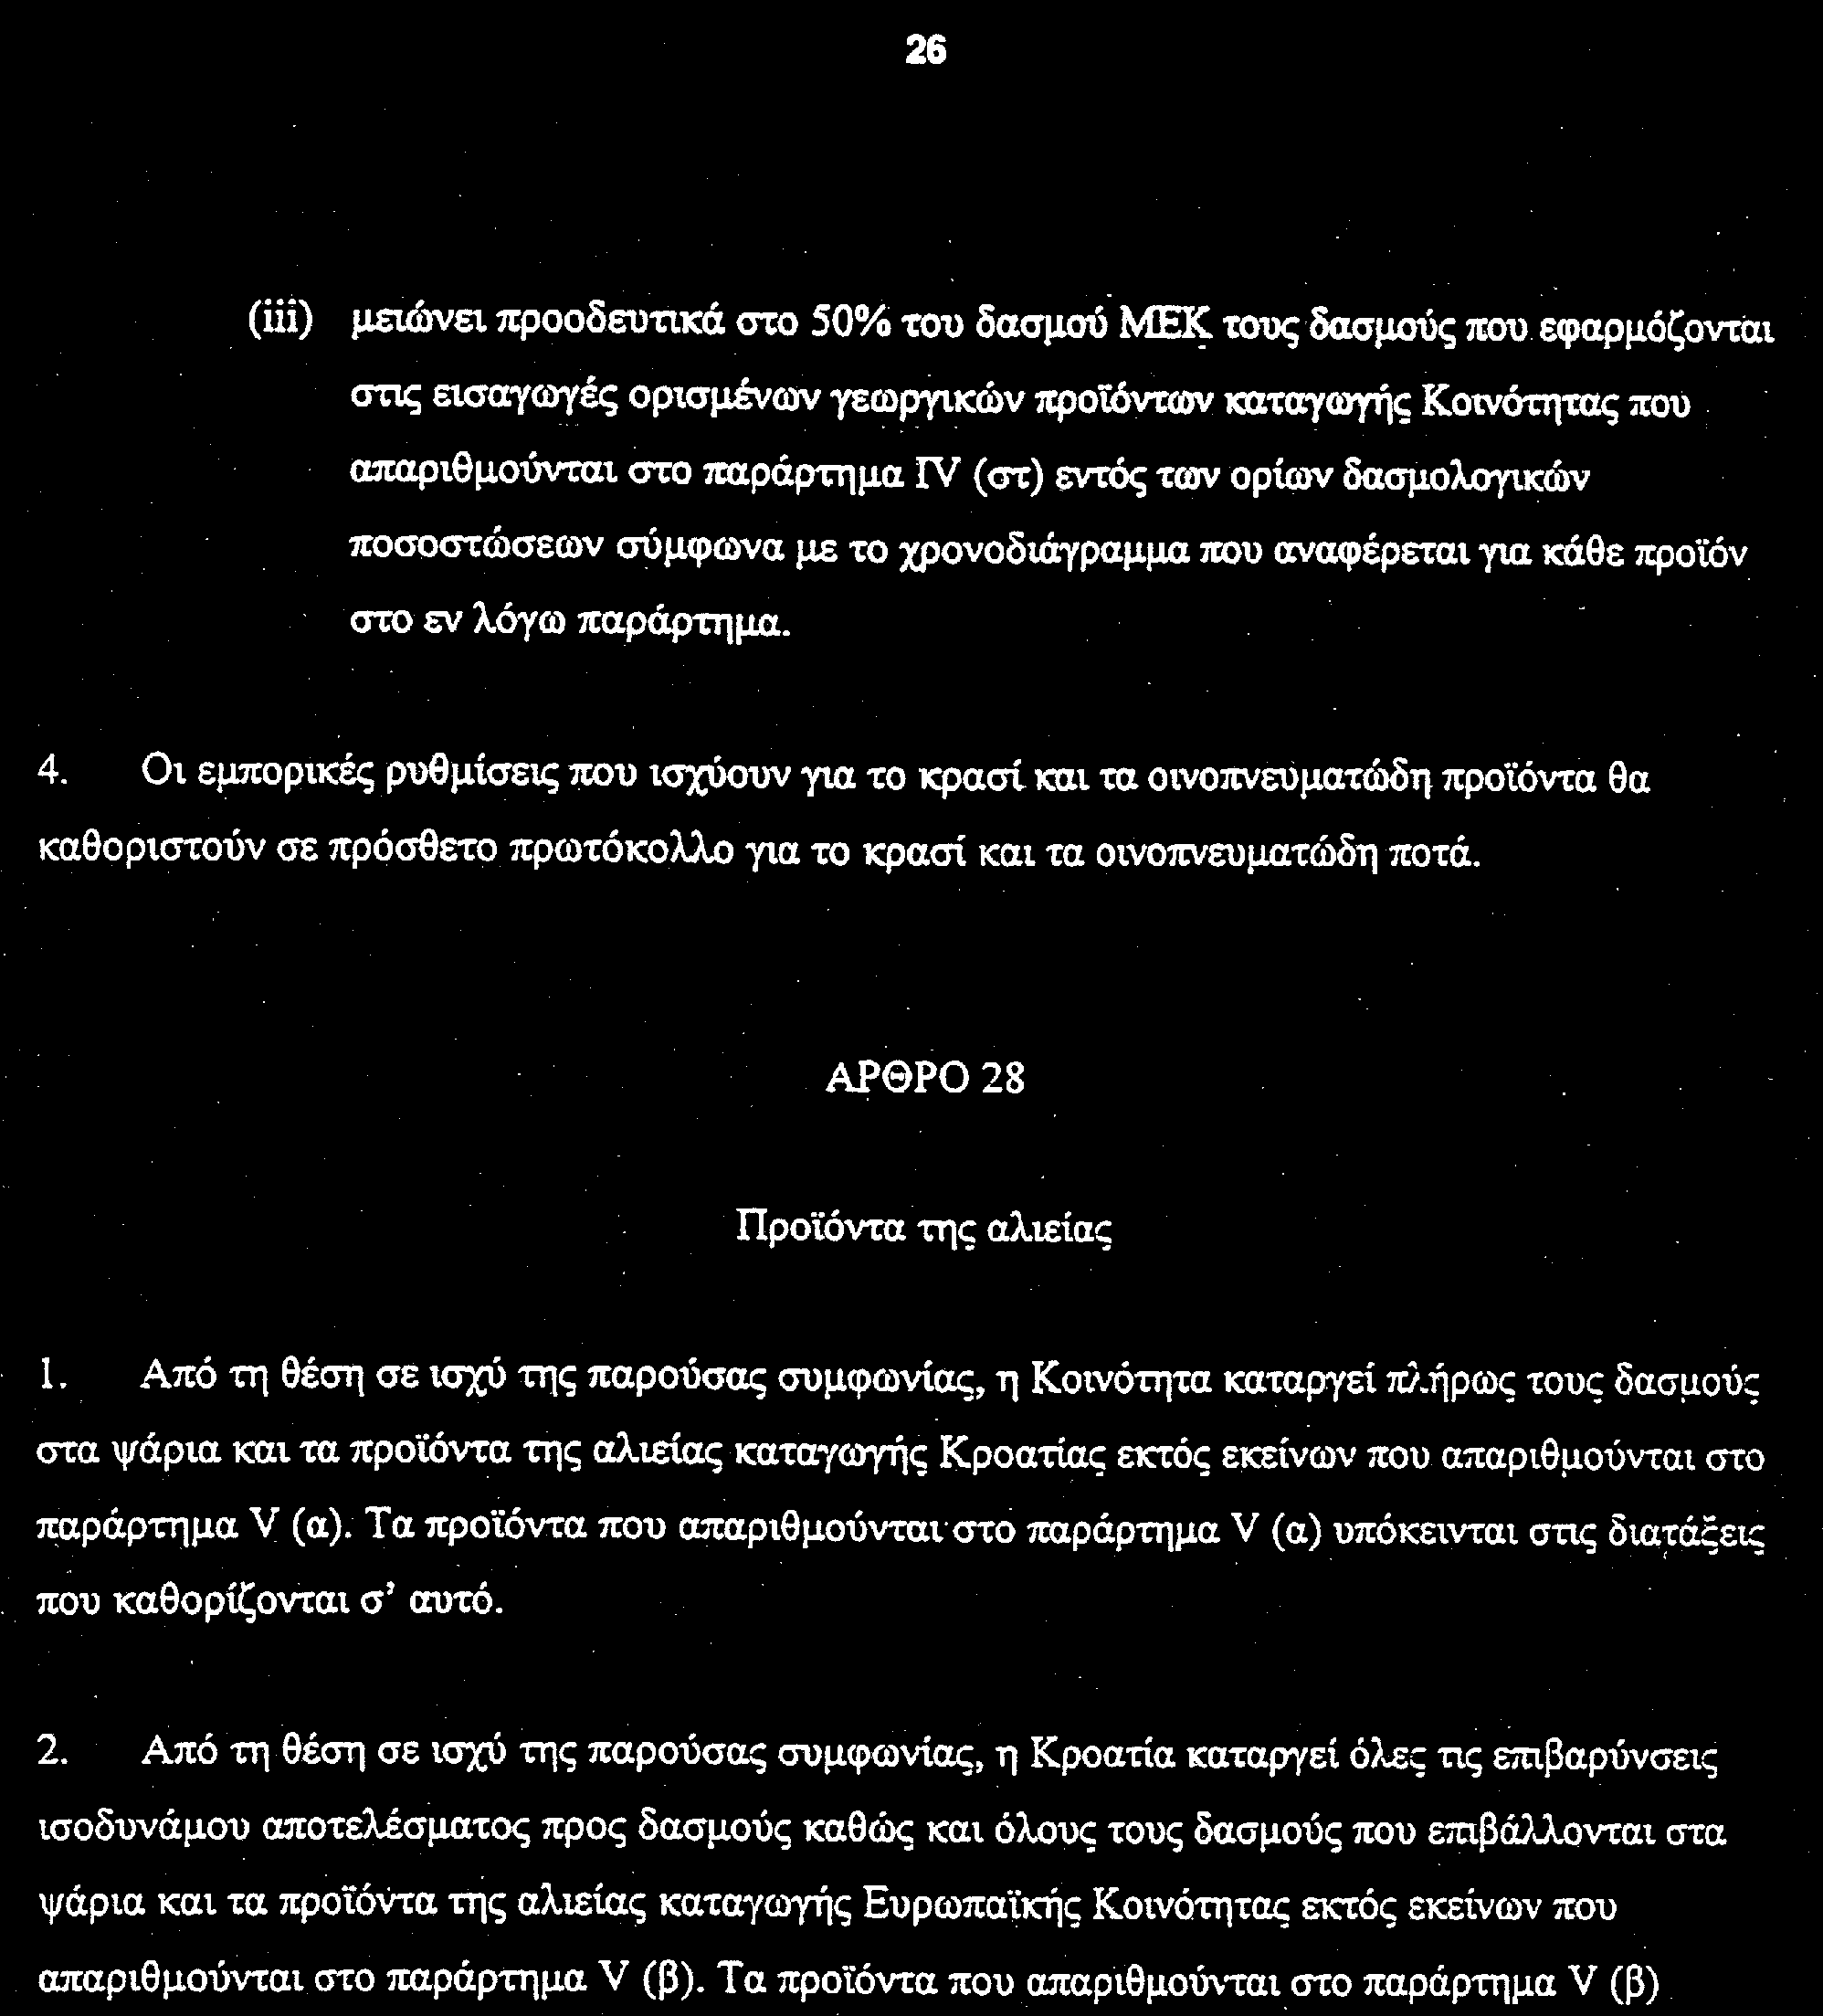 26
(iii) μειώνει προοδευτικά στο 50% του δασμού ΜΕΚ τους δασμούς που εφαρμόζονται
στις εισαγωγές ορισμένων γεωργικών προϊόντων καταγωγής Κοινότητας που
απαριθμούνται στο παράρτημα IV (στ) εντός των ορίων δασμολογικών
ποσοστώσεων σύμφωνα με το χρονοδιάγραμμα που αναφέρεται για κάθε προϊόν
στο εν λόγω παράρτημα.
4. Οι εμπορικές ρυθμίσεις που ισχύουν για το κρασί και τα οινοπνευματώδη προϊόντα θα
καθοριστούν σε πρόσθετο πρωτόκολλο για το κρασί και τα οινοπνευματώδη ποτά.
ΑΡΘΡΟ 28
Προϊόντα της αλιείας
1. Από τη θέση σε ισχύ της παρούσας συμφωνίας, η Κοινότητα καταργεί πλήρως τους δασμούς
στα ψάρια και τα προϊόντα της αλιείας καταγωγής Κροατίας εκτός εκείνων που απαριθμούνται στο
παράρτημα V (α). Τα προϊόντα που απαριθμούνται στο παράρτημα V (α) υπόκεινται στις διατάξεις
που καθορίζονται σ' αυτό.
2. Από τη θέση σε ισχύ της παρούσας συμφωνίας, η Κροατία καταργεί όλες τις επιβαρύνσεις
ισοδυνάμου αποτελέσματος προς δασμούς καθώς και όλους τους δασμούς που επιβάλλονται στα
ψάρια και τα προϊόντα της αλιείας καταγωγής Ευρωπαϊκής Κοινότητας εκτός εκείνων που
απαριθμούνται στο παράρτημα V (β). Τα προϊόντα που απαριθμούνται στο παράρτημα V (β)